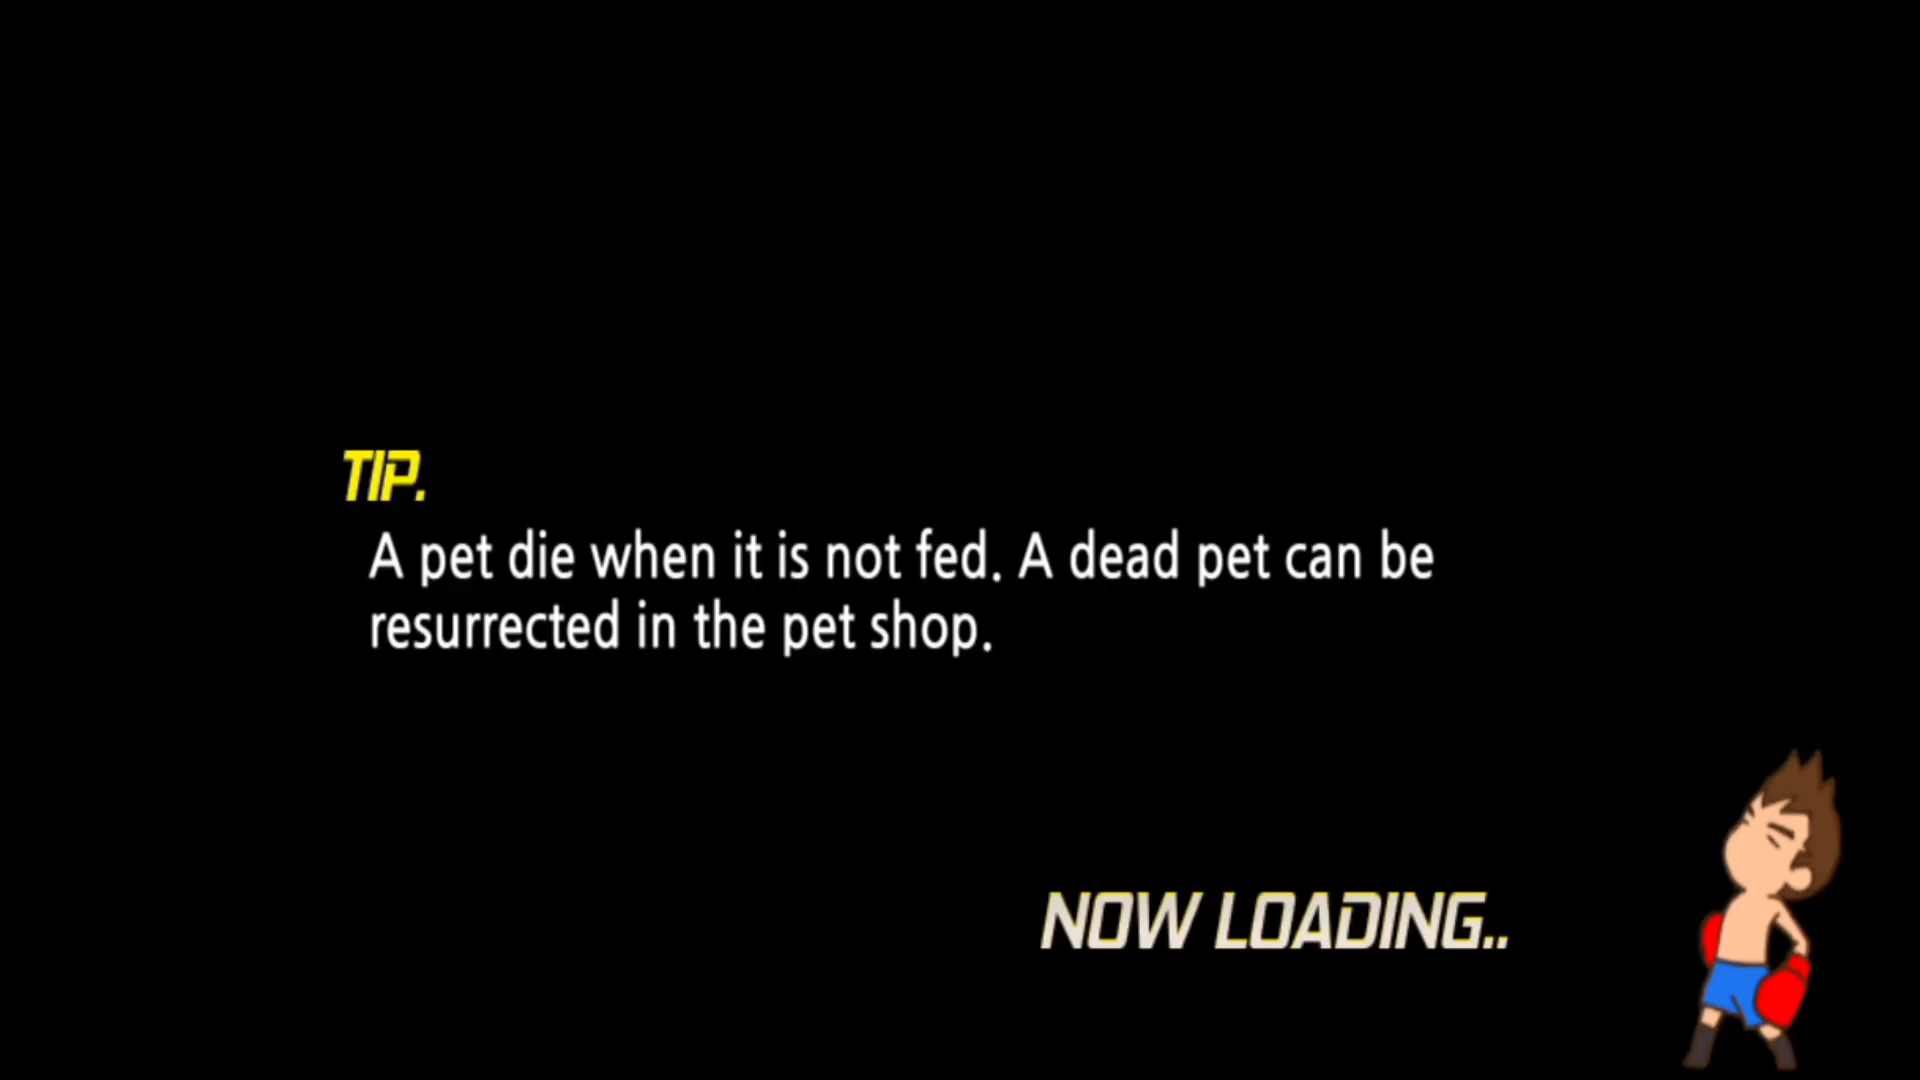 TIP.
A pet die when it is not fed. A dead pet can be
resurrected in the pet shop.
NOW LOADING..